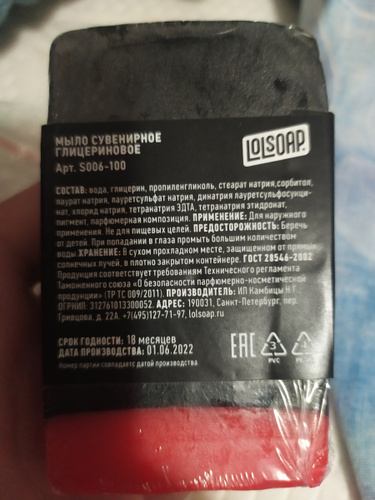 МЫЛО СУВЕНИРНОЕ
ГЛИЦЕРИНОВОЕ
Арт. S006-100
LOLSOAP
СОСТАВ: вода, глицерин, пропиленгликоль, стеарат натрия,сорбитол,
лаурат натрия, лауретсульфат натрия, динатрия лауретсульфосукци-
нат, хлорид натрия, тетранатрия ЭДТА, тетранатрия этидронат,
пигмент, парфюмерная композиция. ПРИМЕНЕНИЕ: Для наружного
применения. Не для пищевых целей. ПРЕДОСТОРОЖНОСТЬ: Беречь
от детей. При попадании в глаза промыть большим количеством
воды ХРАНЕНИЕ: В сухом прохладном месте, защищенном от прямых
солнечных лучей, в плотно закрытом контейнере. ГОСТ 28546-2002
Продукция соответствует требованиям Технического регламента
Таможенного союза «О безопасности парфюмерно-косметической
продукции» (ТР ТС 009/2011). ПРОИЗВОДИТЕЛЬ: ИП Камбицы Н.Г
ОГРНИП: 312761013300052. АДРЕС: 190031, Санкт-Петербург, пер.
Гривцова, д. 22А. +7(495)127-71-97, lolsoap.ru
СРОК ГОДНОСТИ: 18 месяцев
ДАТА ПРОИЗВОДСТВА: 01.06.2022
Номер партии совпадает с датой производства
EAC
3
PVC